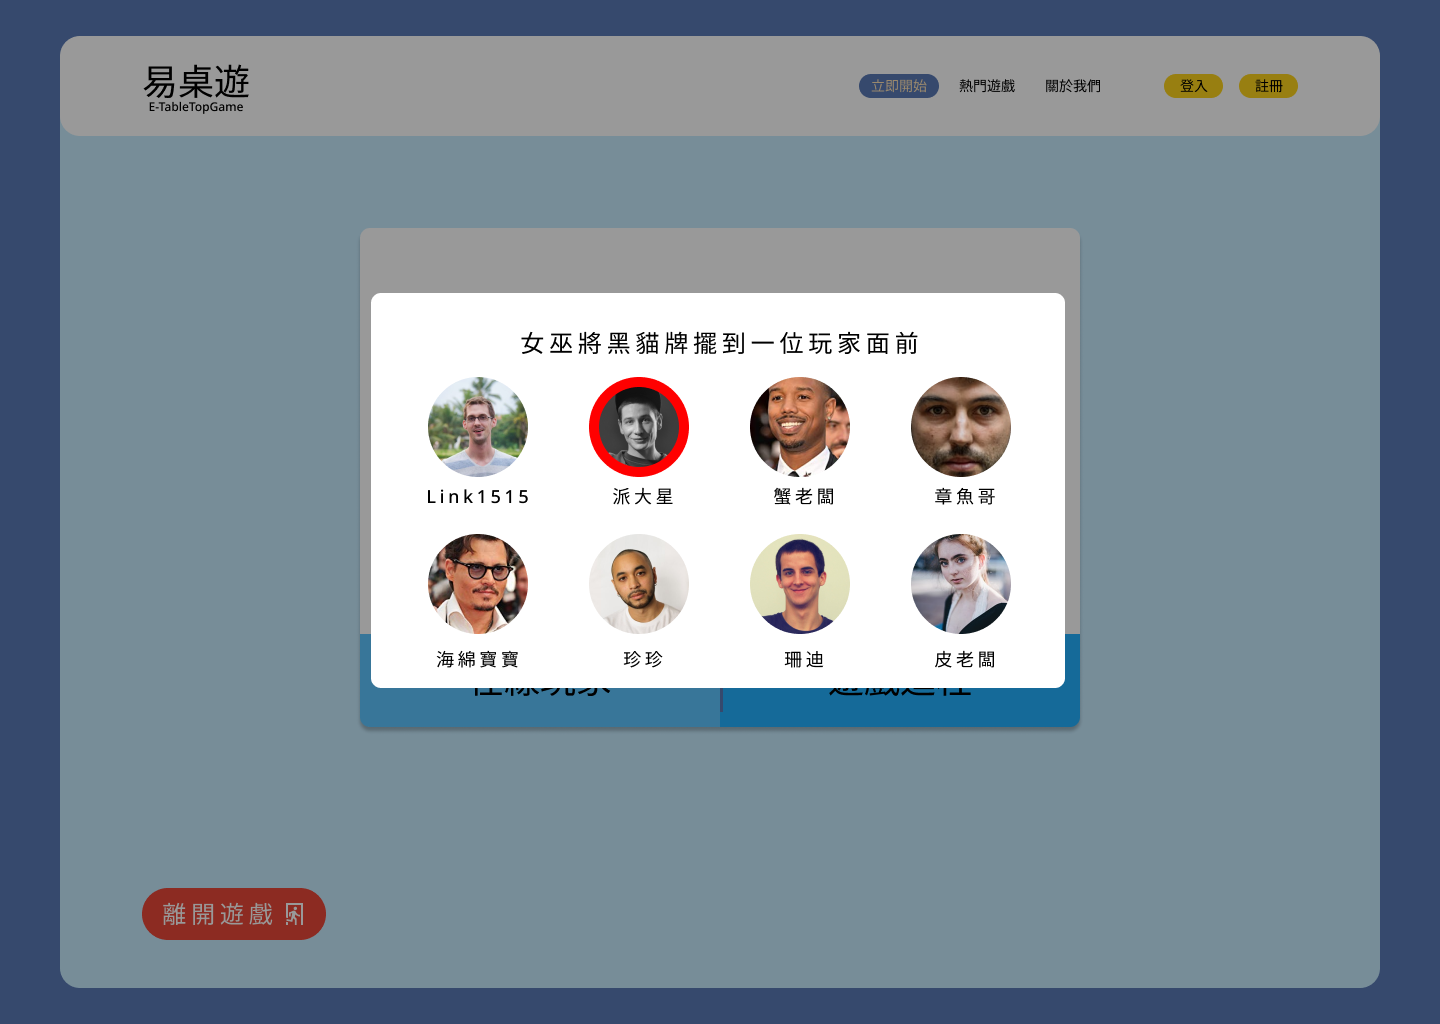 易桌遊
E-TableTopGame
立即開始
熱門遊戲
關於我們
登入
註冊
女巫將黑貓牌擺到一位玩家面前
Link1515
派大星
蟹老闆
章魚哥
海綿寶寶
珍珍
珊迪
皮老闆
離開遊戲